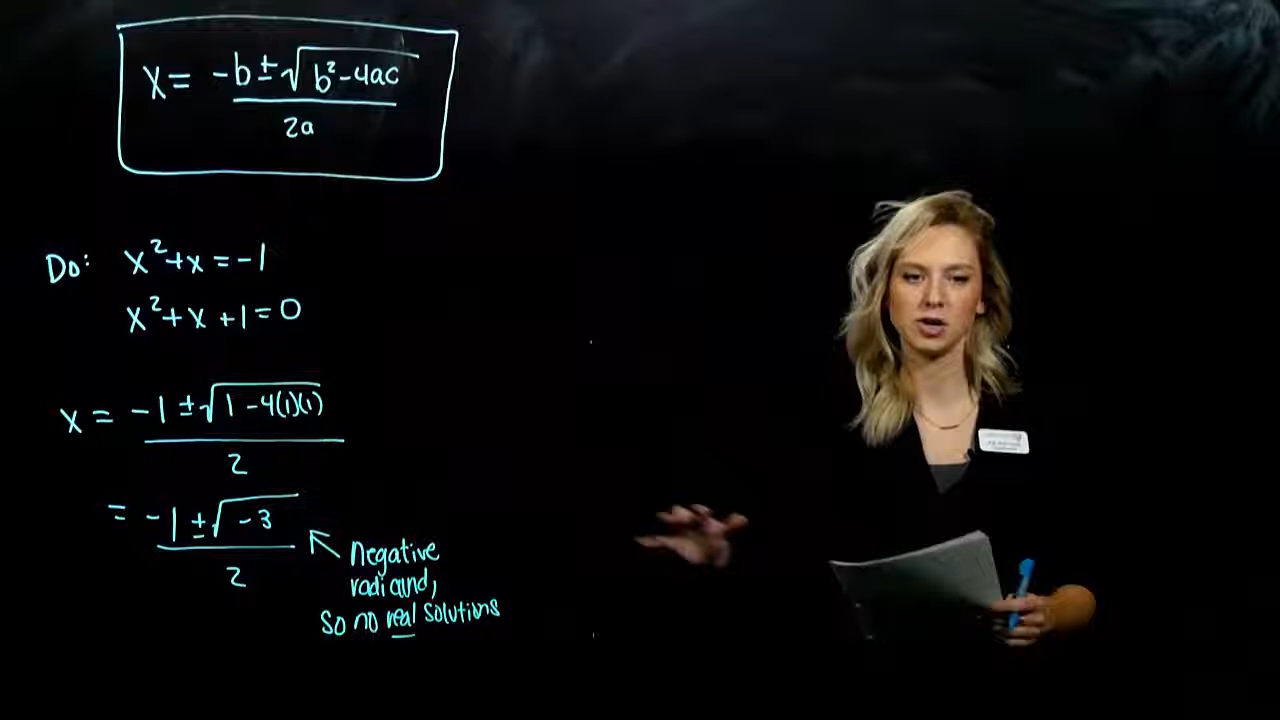 x = -b ± √b² - 4ac
2a
Do: x² + x = -1
x² + x + 1 = 0
x = -1 ± √1 - 4(1)(1)
2
= -1 ± √-3
2
negative
radicand,
so no real solutions